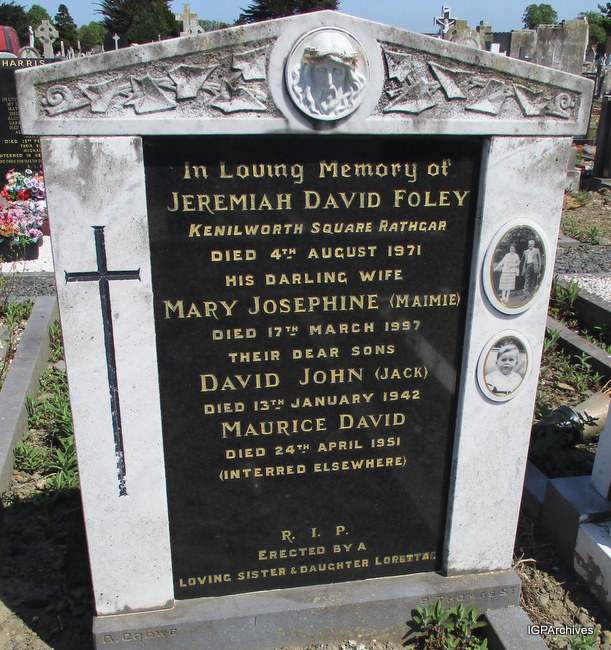 HARRIS
In Loving Memory of
JEREMIAH DAVID FOLEY
KENILWORTH SQUARE RATHGAR
DIED 4TH AUGUST 1971
HIS DARLING WIFE
MARY JOSEPHINE (MAIMIE)
DIED 17TH MARCH 1997
THEIR DEAR SONS
DAVID JOHN (JACK)
DIED 13TH JANUARY 1942
MAURICE DAVID
DIED 24TH APRIL 1951
(INTERRED ELSEWHERE)
R. I. P.
ERECTED BY A
LOVING SISTER & DAUGHTER LORETTA
IGPArchives